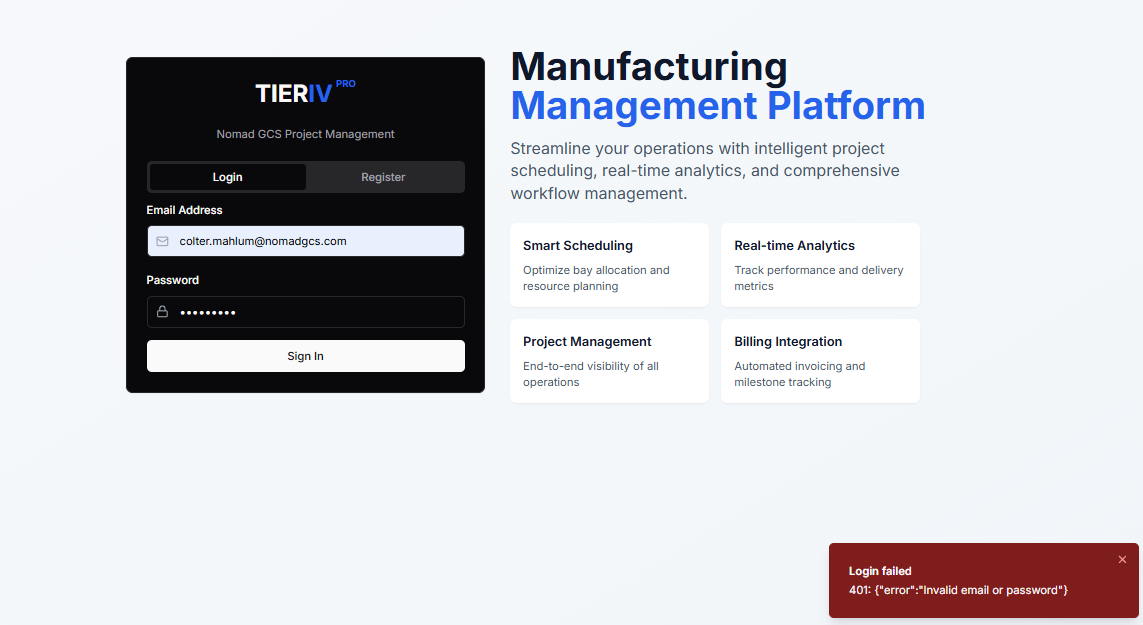 TIERIV PRO
Nomad GCS Project Management
Login
Register
Email Address
colter.mahlum@nomadgcs.com
Password
•••••••••
Sign In
Manufacturing
Management Platform
Streamline your operations with intelligent project
scheduling, real-time analytics, and comprehensive
workflow management.
Smart Scheduling
Optimize bay allocation and
resource planning
Real-time Analytics
Track performance and delivery
metrics
Project Management
End-to-end visibility of all
operations
Billing Integration
Automated invoicing and
milestone tracking
Login failed
401: {"error":"Invalid email or password"}